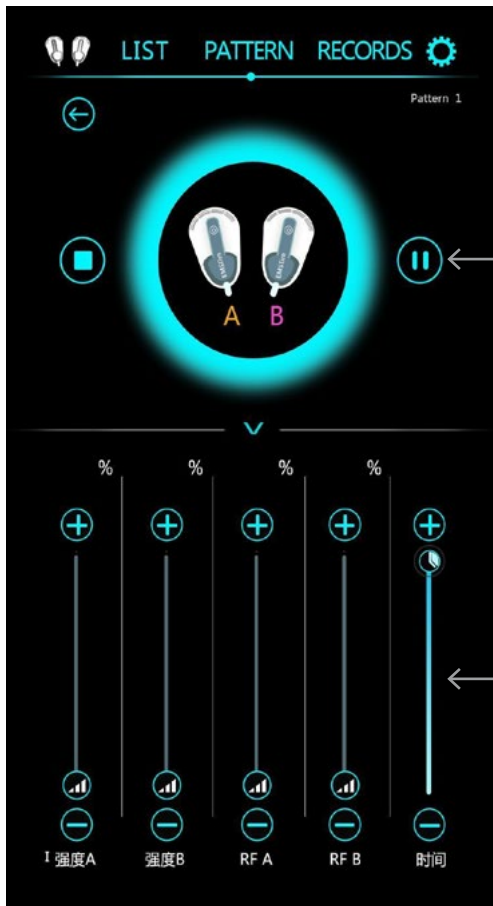 LIST PATTERN RECORDS
Pattern 1
A B
% % % %
I 强度A 强度B RF A RF B 时间